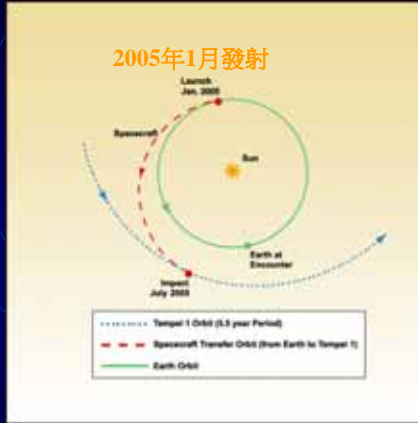 2005年1月發射
Launch
Jan, 2005
Spacecraft
Sun
Earth at
Encounter
Impact
July 2005
Tempel 1 Orbit (5.5 year Period)
Spacecraft Transfer Orbit (from Earth to Tempel 1)
Earth Orbit